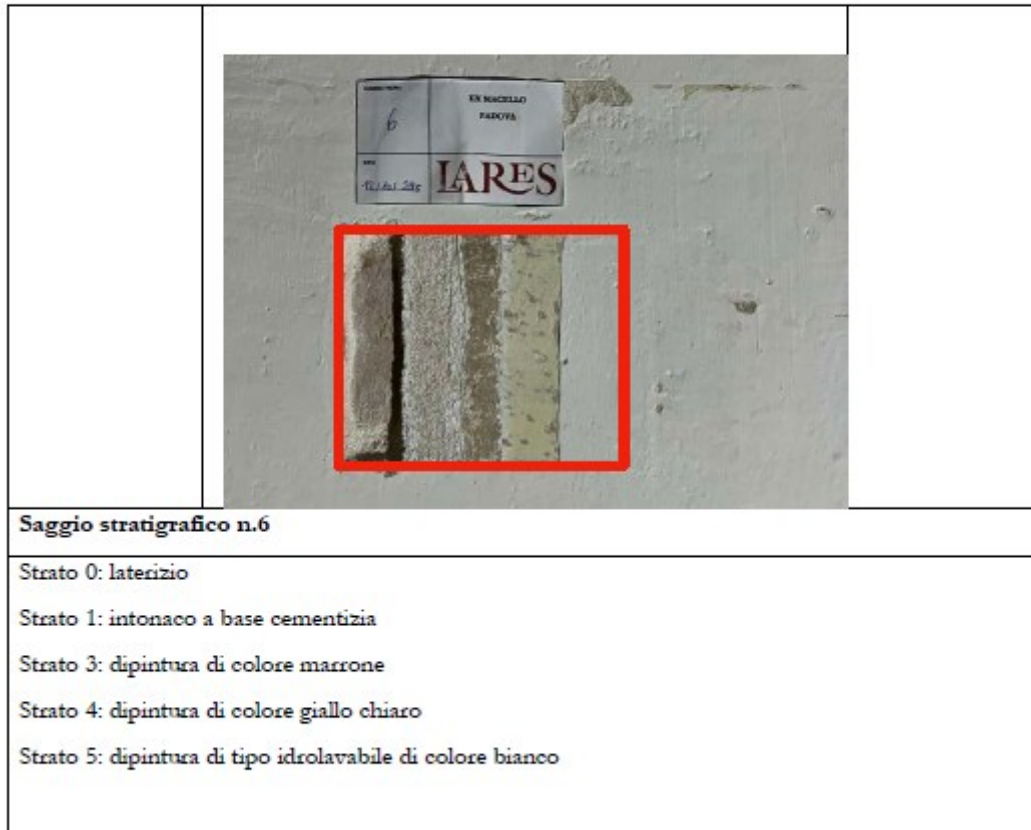 6
EX MACELLO
PADOVA
LARES
Saggio stratigrafico n.6
Strato 0: laterizio
Strato 1: intonaco a base cementizia
Strato 3: dipintura di colore marrone
Strato 4: dipintura di colore giallo chiaro
Strato 5: dipintura di tipo idrolavabile di colore bianco